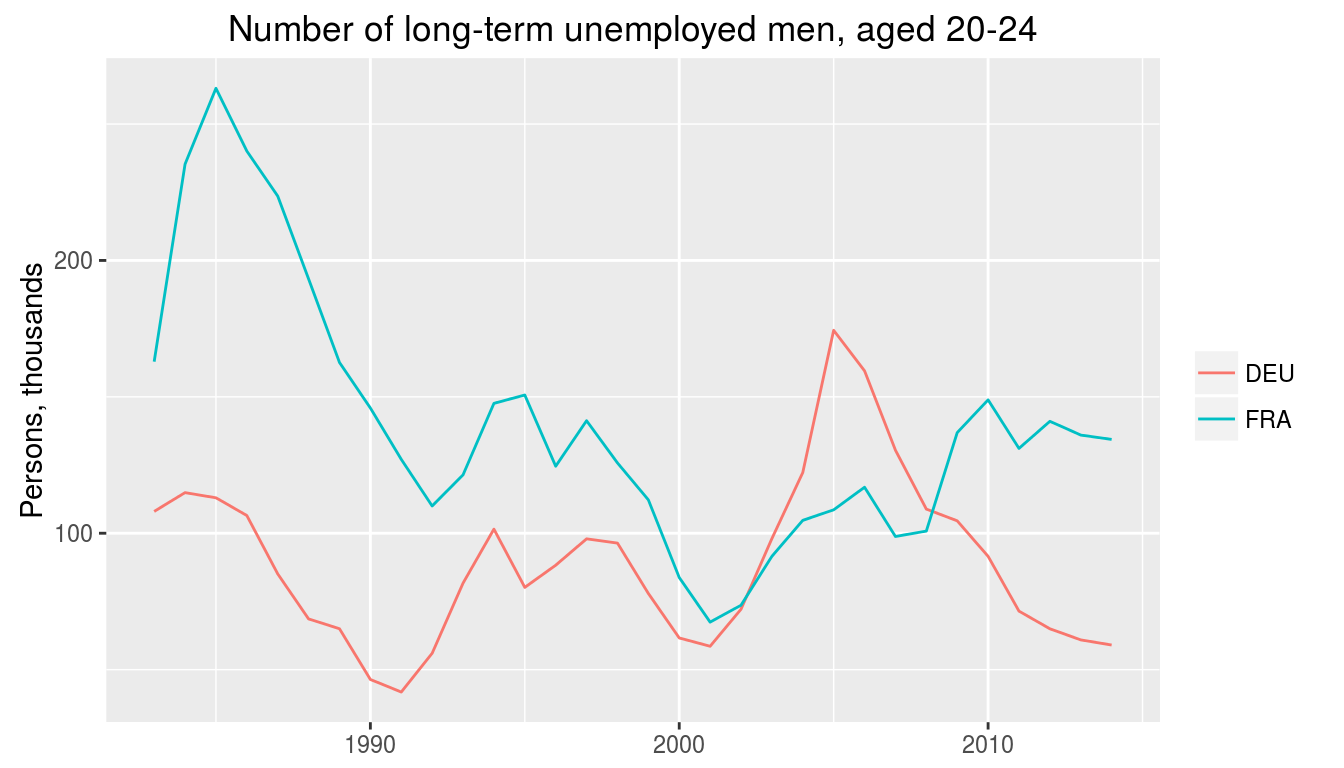 Number of long-term unemployed men, aged 20-24
Persons, thousands
200
100
1990
2000
2010
DEU
FRA